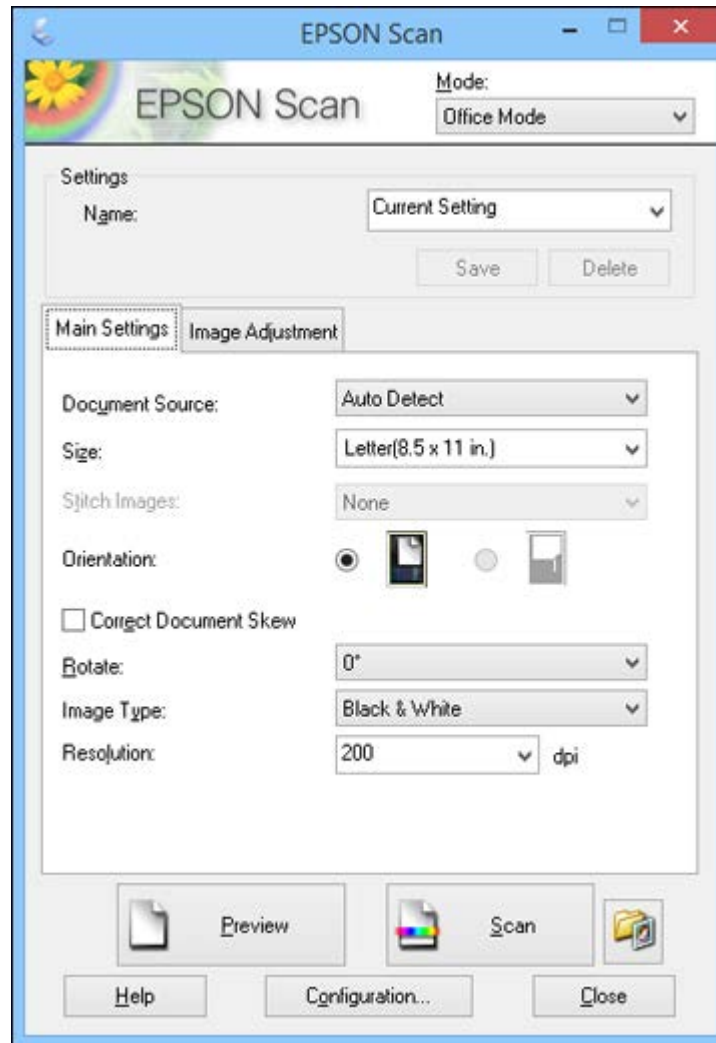 EPSON Scan
EPSON Scan
Mode:
Office Mode
Settings
Name: Current Setting
Save Delete
Main Settings Image Adjustment
Document Source: Auto Detect
Size: Letter(8.5 x 11 in.)
Stitch Images: None
Orientation:
Correct Document Skew
Rotate: 0°
Image Type: Black & White
Resolution: 200 dpi
Preview Scan
Help Configuration... Close